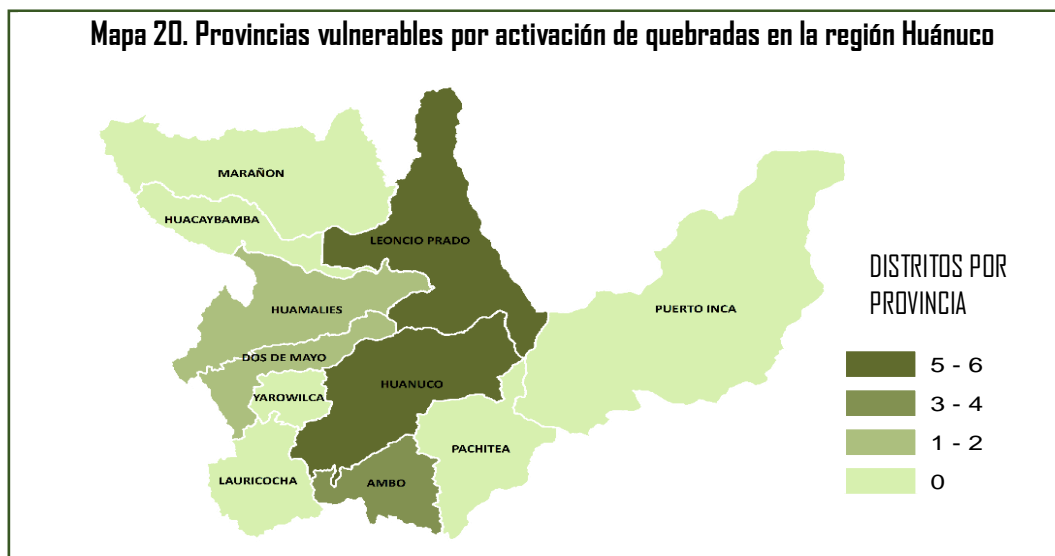 Mapa 20. Provincias vulnerables por activación de quebradas en la región Huánuco
MARAÑON
HUACAYBAMBA
LEONCIO PRADO
HUAMALIES
PUERTO INCA
DOS DE MAYO
HUANUCO
YAROWILCA
PACHITEA
LAURICOCHA
AMBO
DISTRITOS POR
PROVINCIA
5 - 6
3 - 4
1 - 2
0